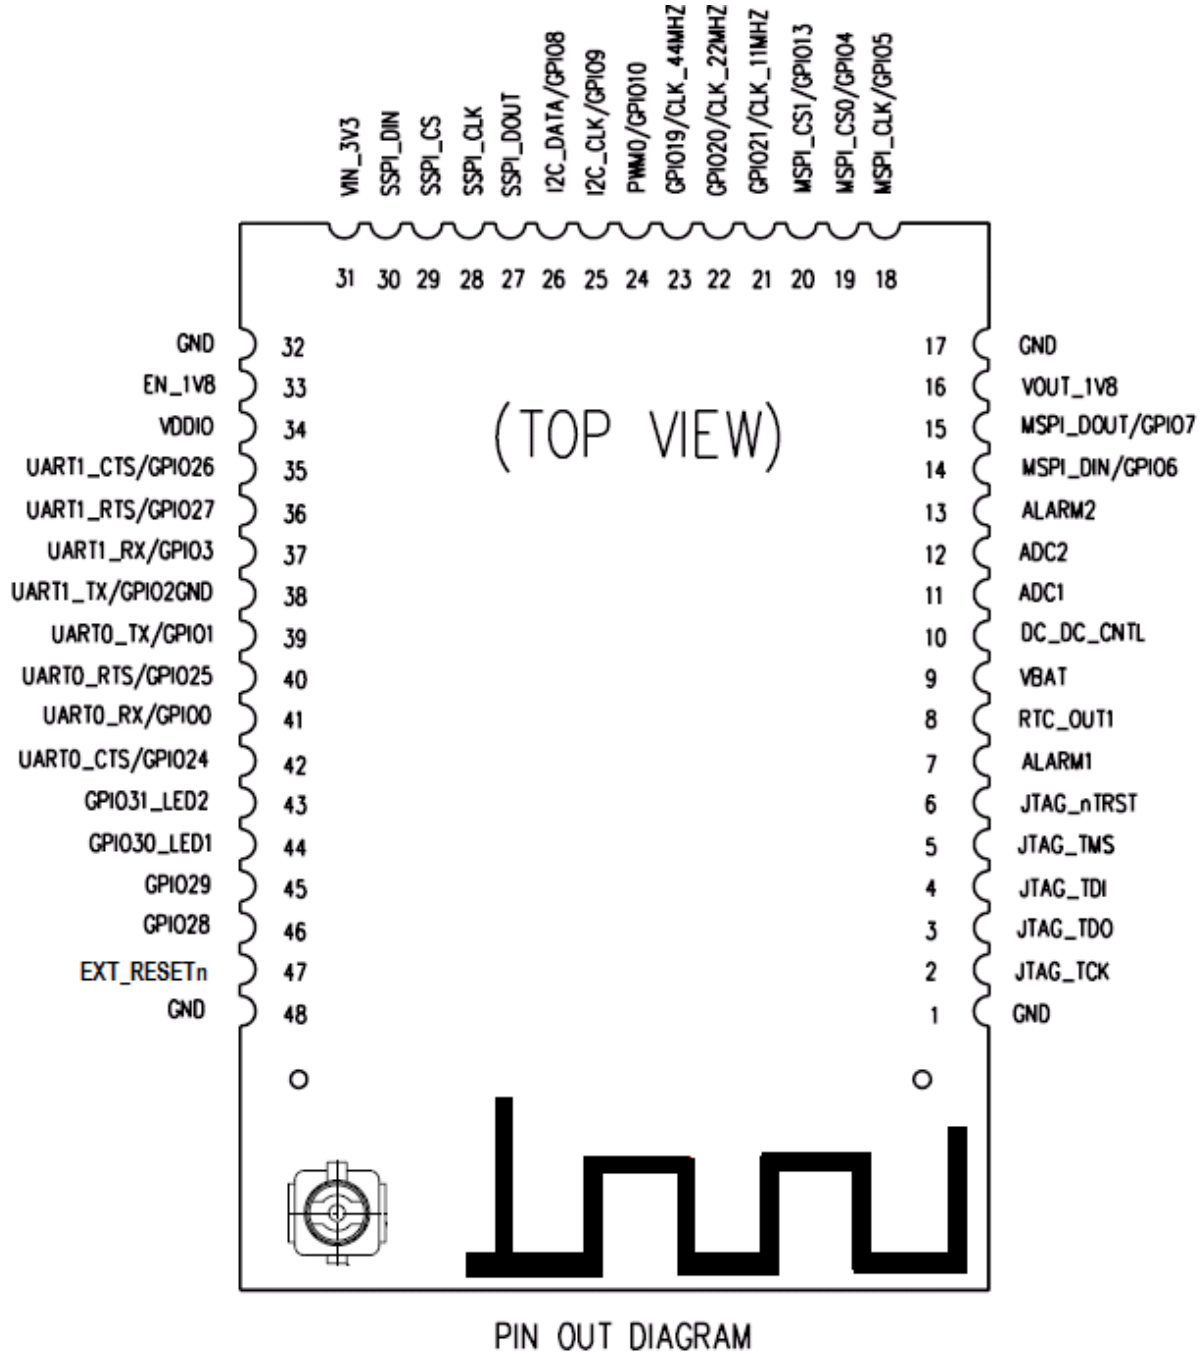 VIN_3V3
SSPI_DIN
SSPI_CS
SSPI_CLK
SSPI_DOUT
I2C_DATA/GPIO8
I2C_CLK/GPIO9
PWM0/GPIO10
GPIO19/CLK_44MHZ
GPIO20/CLK_22MHZ
GPIO21/CLK_11MHZ
MSPI_CS1/GPIO13
MSPI_CS0/GPIO4
MSPI_CLK/GPIO5
31 30 29 28 27 26 25 24 23 22 21 20 19 18
GND 32 17 GND
EN_1V8 33 16 VOUT_1V8
VDDIO 34 15 MSPI_DOUT/GPIO7
(TOP VIEW)
UART1_CTS/GPIO26 35 14 MSPI_DIN/GPIO6
UART1_RTS/GPIO27 36 13 ALARM2
UART1_RX/GPIO3 37 12 ADC2
UART1_TX/GPIO2GND 38 11 ADC1
UART0_TX/GPIO1 39 10 DC_DC_CNTL
UART0_RTS/GPIO25 40 9 VBAT
UART0_RX/GPIO0 41 8 RTC_OUT1
UART0_CTS/GPIO24 42 7 ALARM1
GPIO31_LED2 43 6 JTAG_nTRST
GPIO30_LED1 44 5 JTAG_TMS
GPIO29 45 4 JTAG_TDI
GPIO28 46 3 JTAG_TDO
EXT_RESETn 47 2 JTAG_TCK
GND 48 1 GND
PIN OUT DIAGRAM